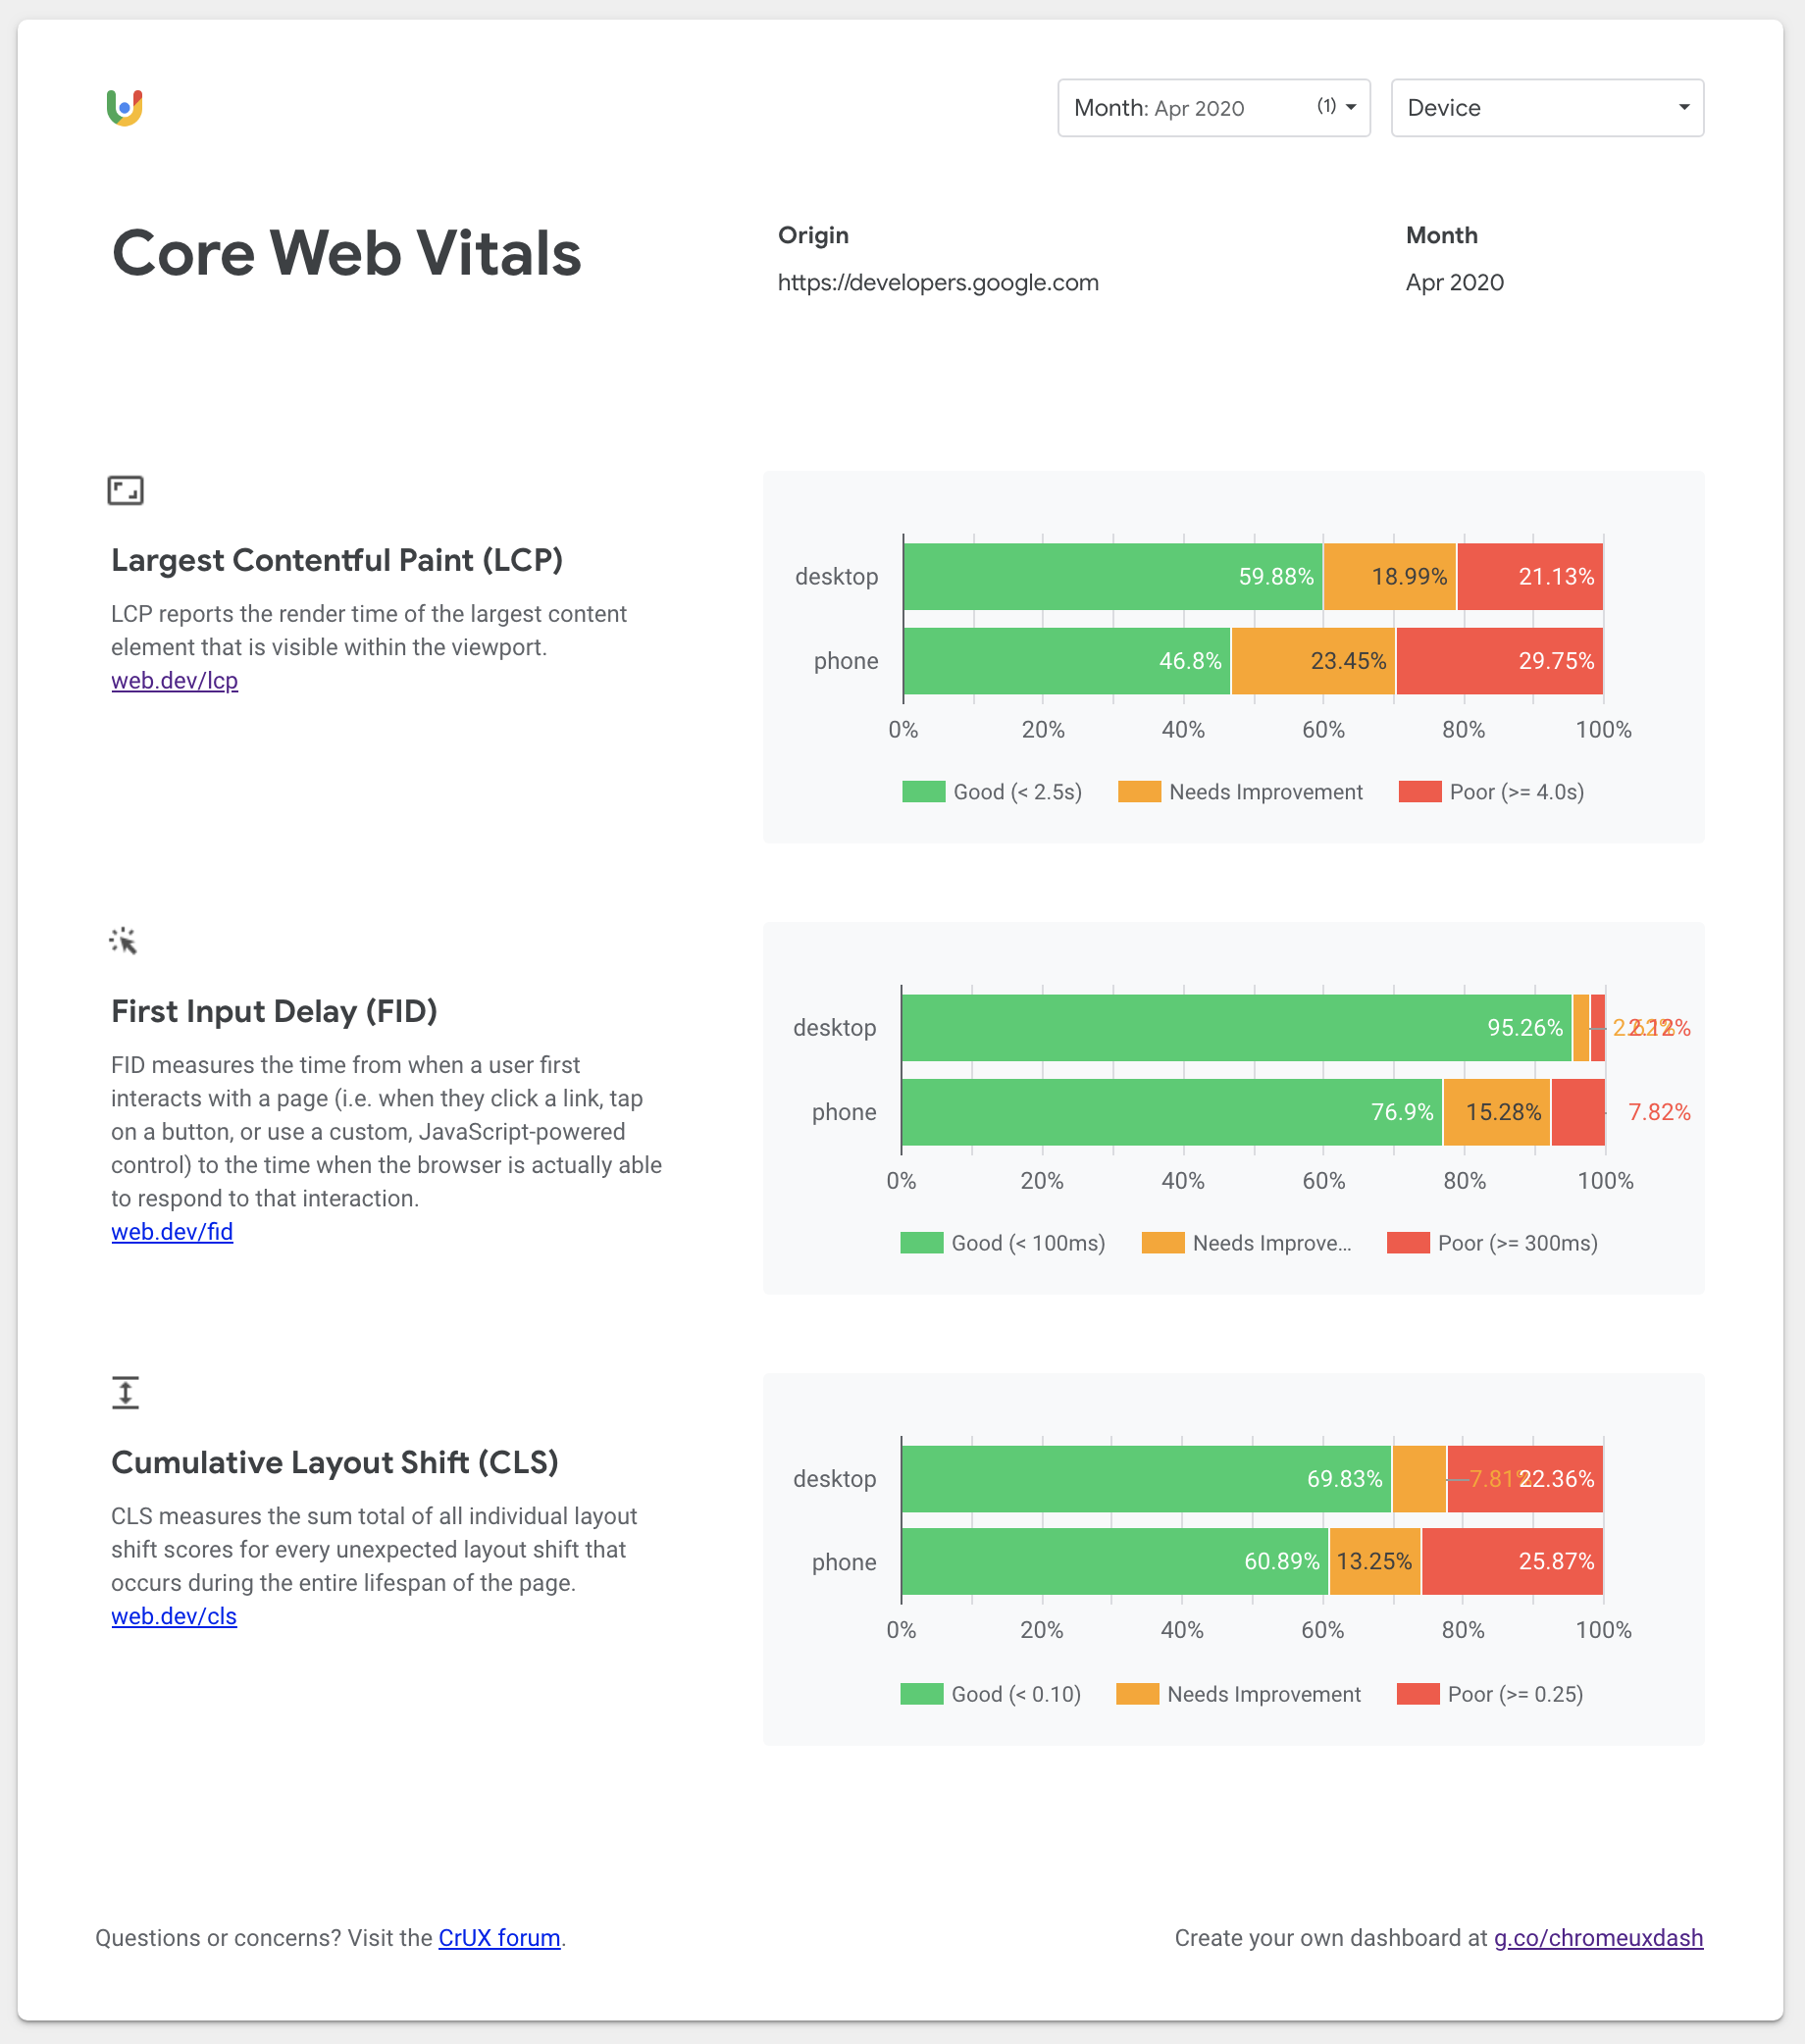 Month: Apr 2020 (1)
Device
Core Web Vitals
Origin
https://developers.google.com
Month
Apr 2020
Largest Contentful Paint (LCP)
LCP reports the render time of the largest content
element that is visible within the viewport.
web.dev/lcp
desktop 59.88% 18.99% 21.13%
phone 46.8% 23.45% 29.75%
0% 20% 40% 60% 80% 100%
Good (< 2.5s) Needs Improvement Poor (>= 4.0s)
First Input Delay (FID)
FID measures the time from when a user first
interacts with a page (i.e. when they click a link, tap
on a button, or use a custom, JavaScript-powered
control) to the time when the browser is actually able
to respond to that interaction.
web.dev/fid
desktop 95.26% 2.62% 2.12%
phone 76.9% 15.28% 7.82%
0% 20% 40% 60% 80% 100%
Good (< 100ms) Needs Improve... Poor (>= 300ms)
Cumulative Layout Shift (CLS)
CLS measures the sum total of all individual layout
shift scores for every unexpected layout shift that
occurs during the entire lifespan of the page.
web.dev/cls
desktop 69.83% 7.81% 22.36%
phone 60.89% 13.25% 25.87%
0% 20% 40% 60% 80% 100%
Good (< 0.10) Needs Improvement Poor (>= 0.25)
Questions or concerns? Visit the CrUX forum.
Create your own dashboard at g.co/chromeuxdash